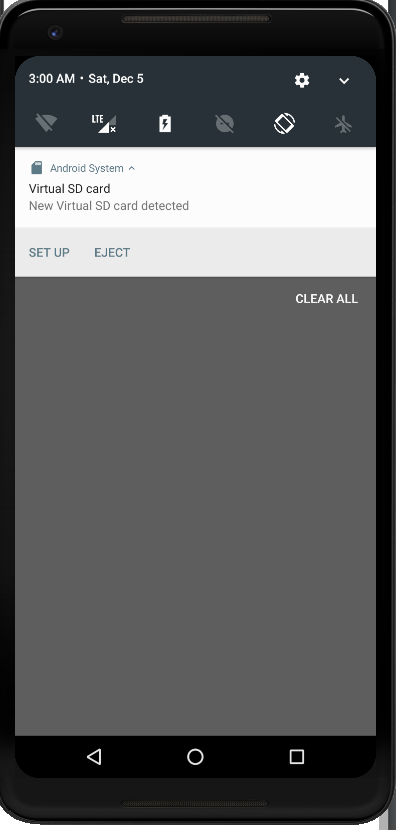 3:00 AM • Sat, Dec 5
LTE
Android System
Virtual SD card
New Virtual SD card detected
SET UP EJECT
CLEAR ALL